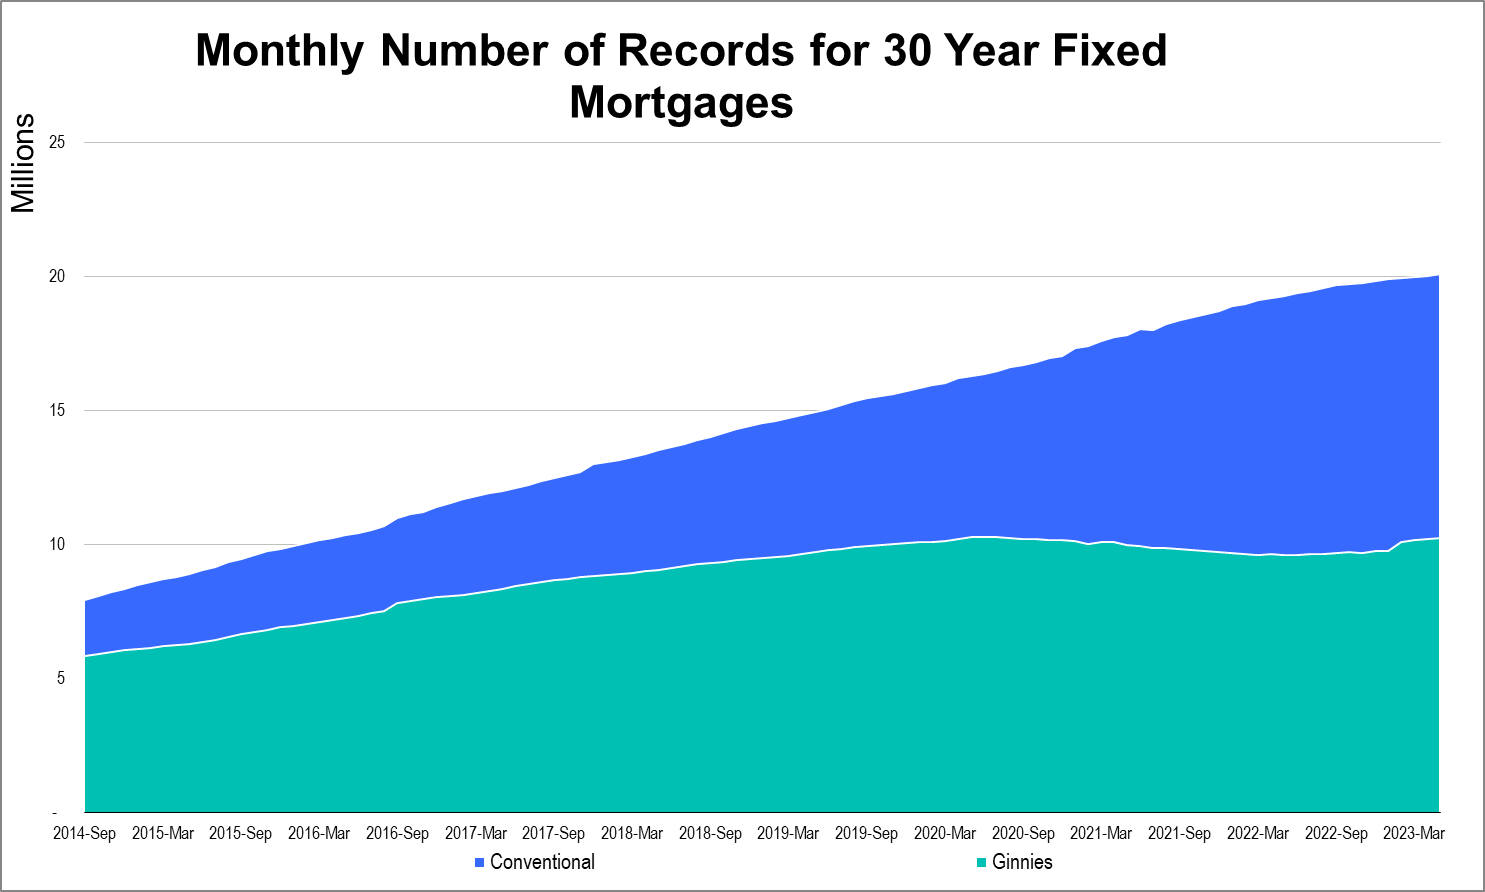 Monthly Number of Records for 30 Year Fixed
Mortgages
Millions
25
20
15
10
5
-
2014-Sep 2015-Mar 2015-Sep 2016-Mar 2016-Sep 2017-Mar 2017-Sep 2018-Mar 2018-Sep 2019-Mar 2019-Sep 2020-Mar 2020-Sep 2021-Mar 2021-Sep 2022-Mar 2022-Sep 2023-Mar
Conventional Ginnies